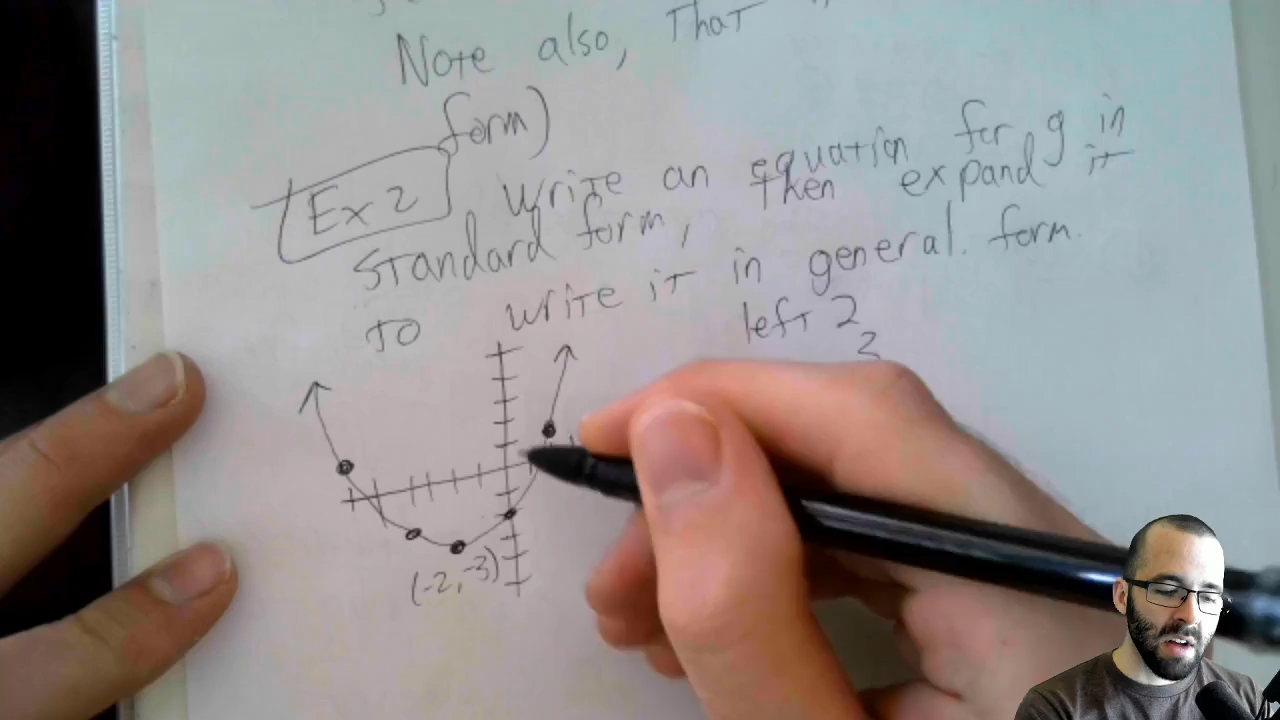 Note also, that
form)
Ex 2 Write an equation for g in
standard form, then expand it
to write it in general form.
left 2
3
(-2,-3)